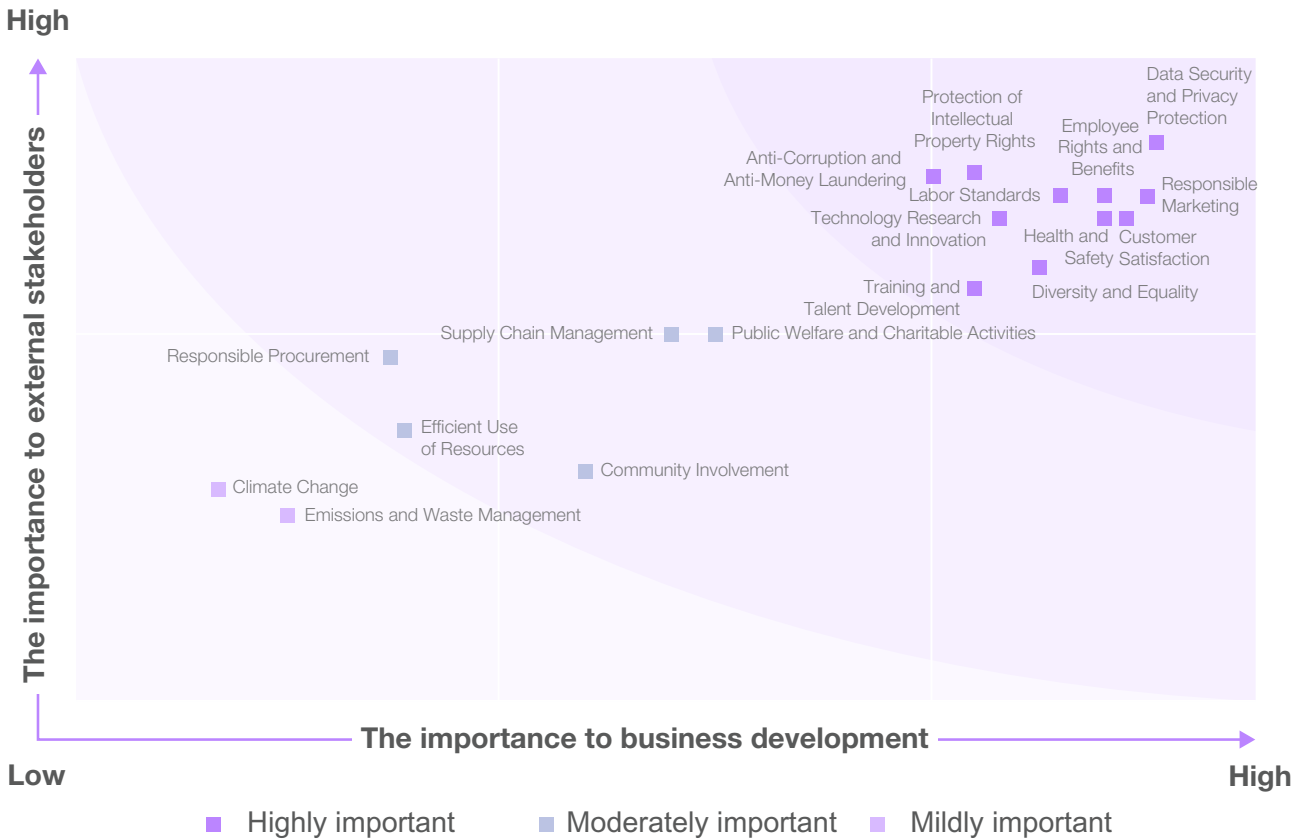 High
The importance to external stakeholders
Data Security
and Privacy
Protection
Protection of
Intellectual
Property Rights
Employee
Rights and
Benefits
Anti-Corruption and
Anti-Money Laundering
Labor Standards
Responsible
Marketing
Technology Research
and Innovation
Health and
Safety
Customer
Satisfaction
Training and
Talent Development
Diversity and Equality
Supply Chain Management
Public Welfare and Charitable Activities
Responsible Procurement
Efficient Use
of Resources
Community Involvement
Climate Change
Emissions and Waste Management
The importance to business development
Low
High
Highly important
Moderately important
Mildly important